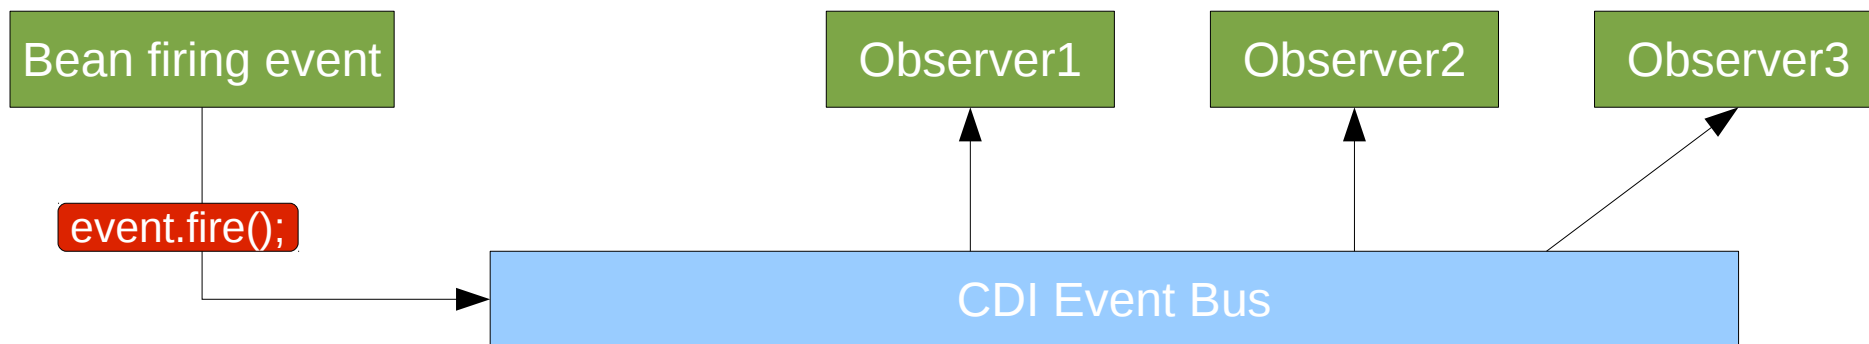 Bean firing event
Observer1
Observer2
Observer3
event.fire();
CDI Event Bus